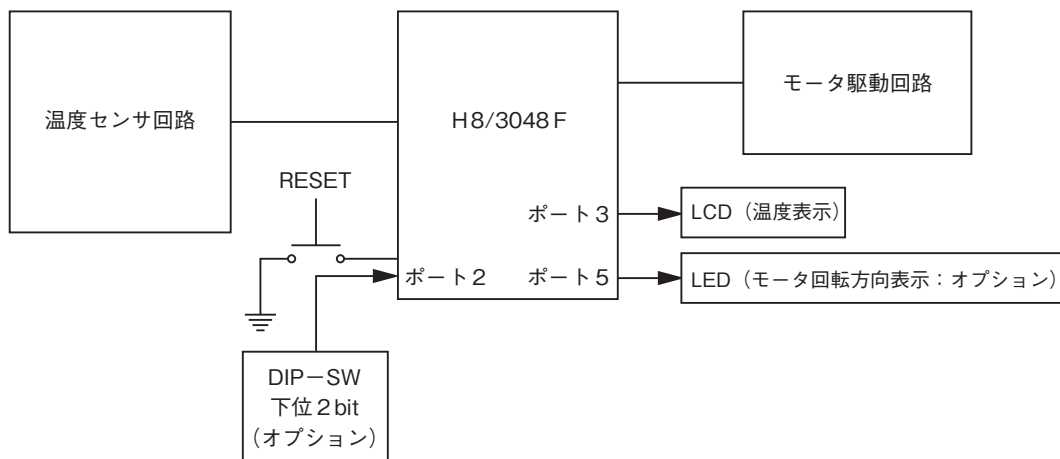 温度センサ回路
H8/3048F
モータ駆動回路
RESET
ポート3
LCD（温度表示）
ポート2
ポート5
LED（モータ回転方向表示：オプション）
DIP－SW
下位2bit
（オプション）